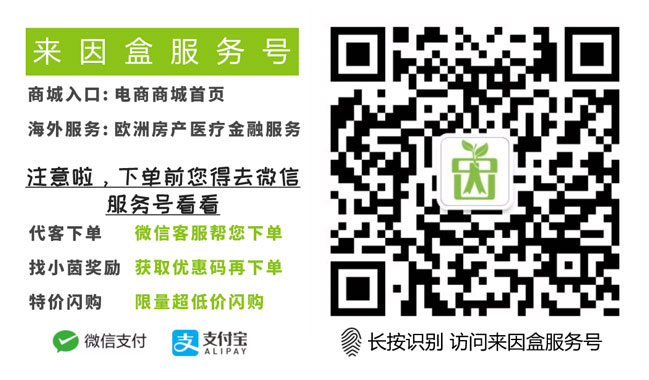 来因盒服务号
商城入口: 电商商城首页
海外服务: 欧洲房产医疗金融服务
注意啦，下单前您得去微信
服务号看看
代客下单 微信客服帮您下单
找小茵奖励 获取优惠码再下单
特价闪购 限量超低价闪购
微信支付 支付宝
ALIPAY
长按识别 访问来因盒服务号